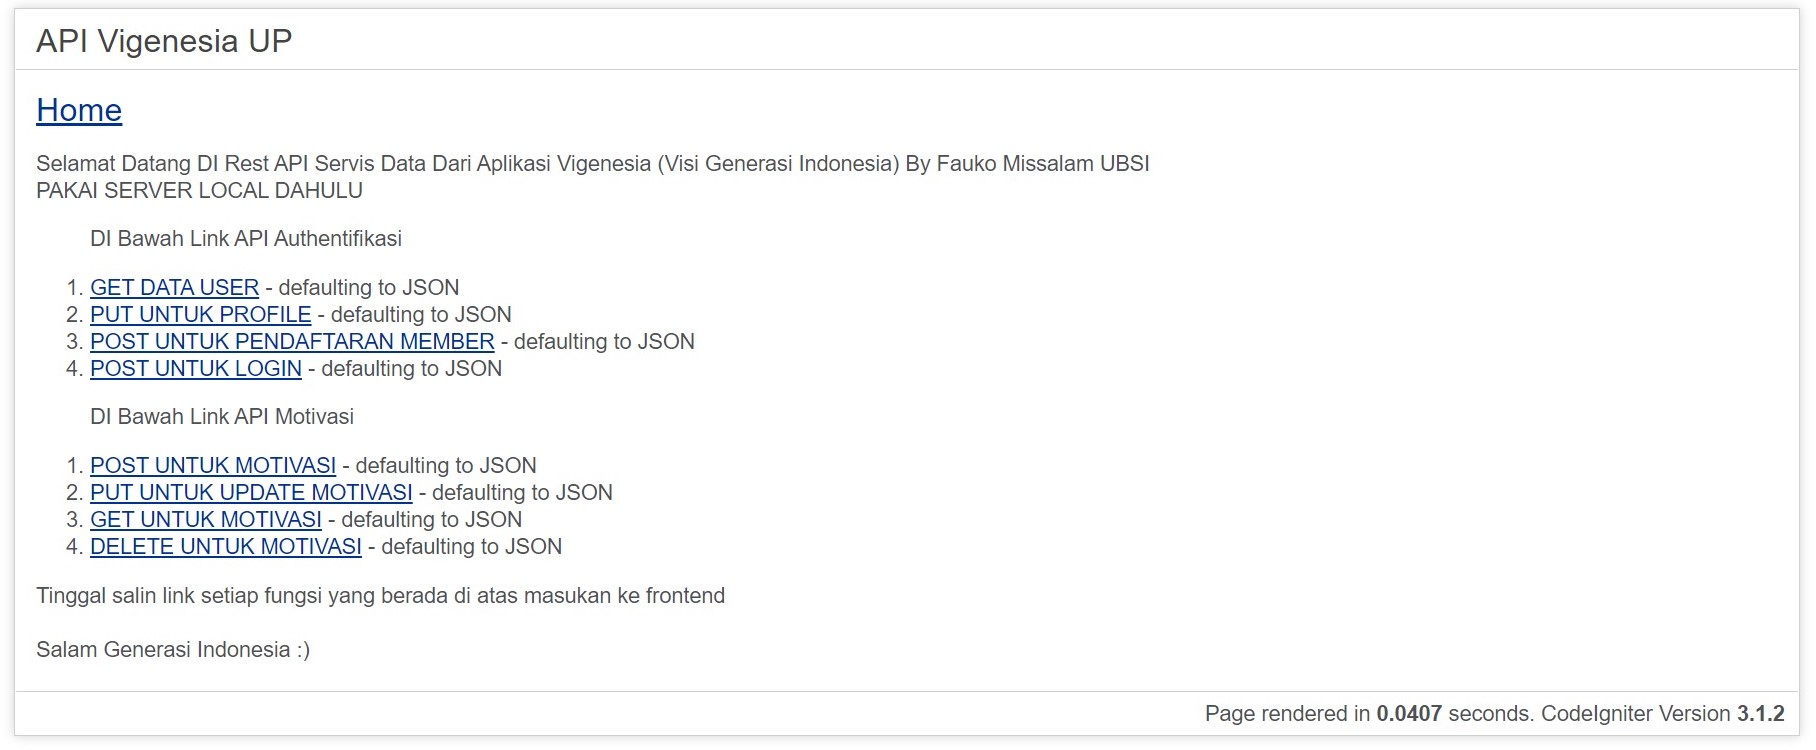 API Vigenesia UP
Home
Selamat Datang DI Rest API Servis Data Dari Aplikasi Vigenesia (Visi Generasi Indonesia) By Fauko Missalam UBSI
PAKAI SERVER LOCAL DAHULU
DI Bawah Link API Authentifikasi
1. GET DATA USER - defaulting to JSON
2. PUT UNTUK PROFILE - defaulting to JSON
3. POST UNTUK PENDAFTARAN MEMBER - defaulting to JSON
4. POST UNTUK LOGIN - defaulting to JSON
DI Bawah Link API Motivasi
1. POST UNTUK MOTIVASI - defaulting to JSON
2. PUT UNTUK UPDATE MOTIVASI - defaulting to JSON
3. GET UNTUK MOTIVASI - defaulting to JSON
4. DELETE UNTUK MOTIVASI - defaulting to JSON
Tinggal salin link setiap fungsi yang berada di atas masukan ke frontend
Salam Generasi Indonesia :)
Page rendered in 0.0407 seconds. CodeIgniter Version 3.1.2